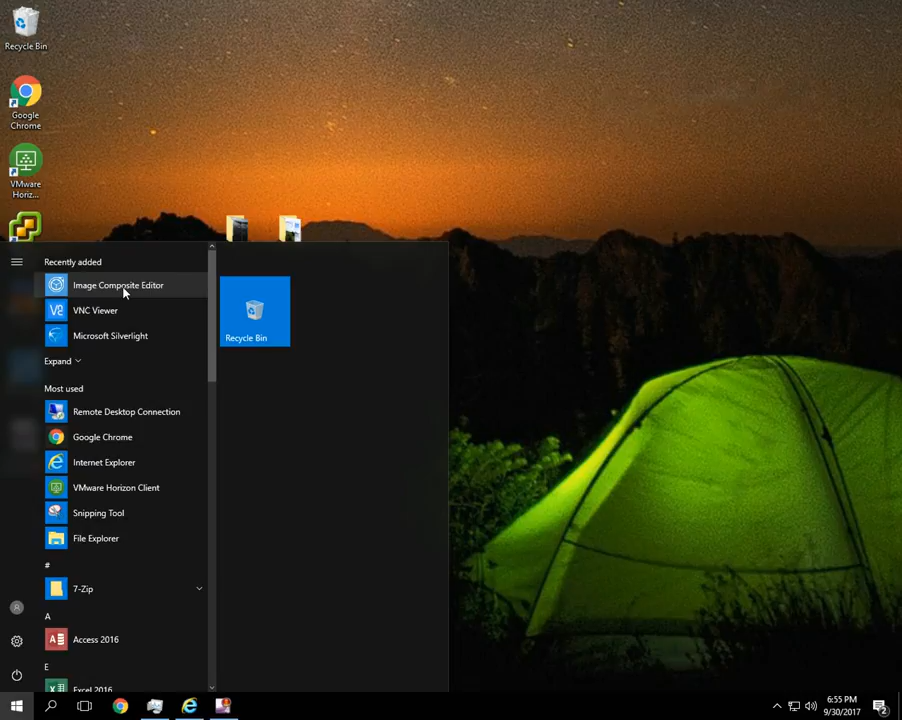 Recycle Bin
Google
Chrome
VMware
Horiz...
Recently added
Image Composite Editor
VNC Viewer
Microsoft Silverlight
Expand
Most used
Remote Desktop Connection
Google Chrome
Internet Explorer
VMware Horizon Client
Snipping Tool
File Explorer
#
7-Zip
A
Access 2016
E
Excel 2016
Recycle Bin
6:55 PM
9/30/2017
2